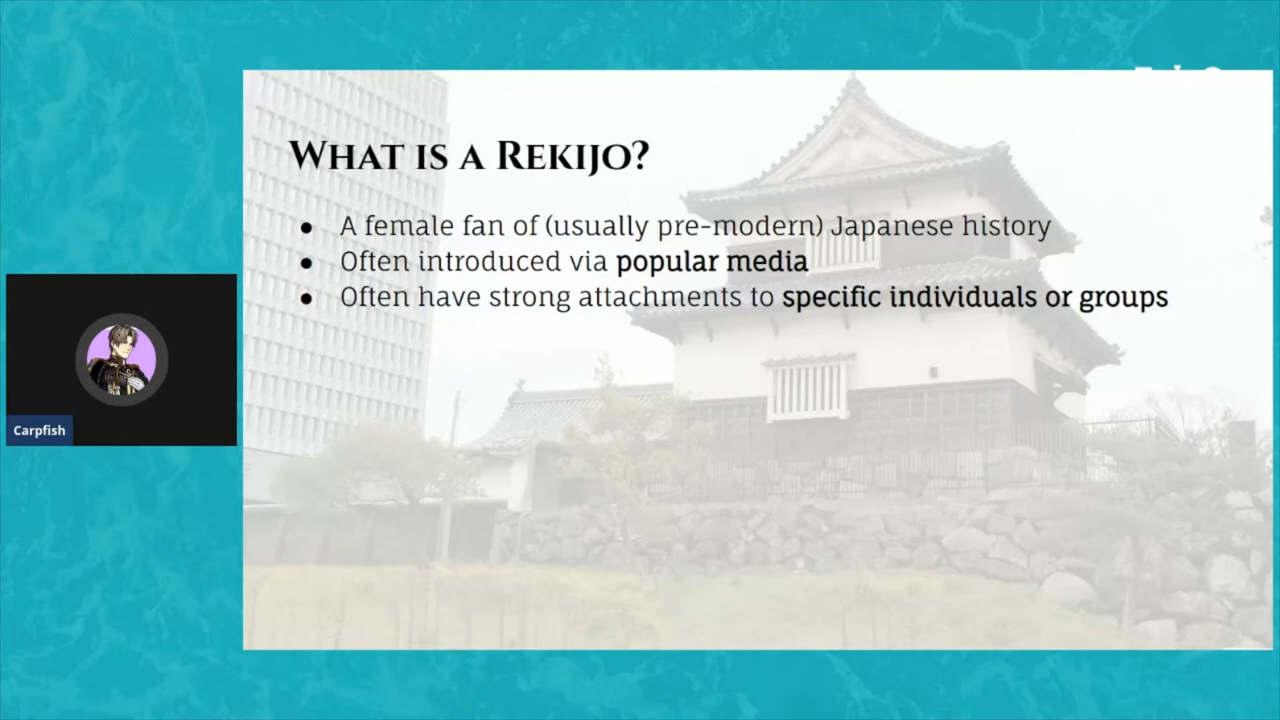 What is a Rekijo?
● A female fan of (usually pre-modern) Japanese history
● Often introduced via popular media
● Often have strong attachments to specific individuals or groups
Carpfish